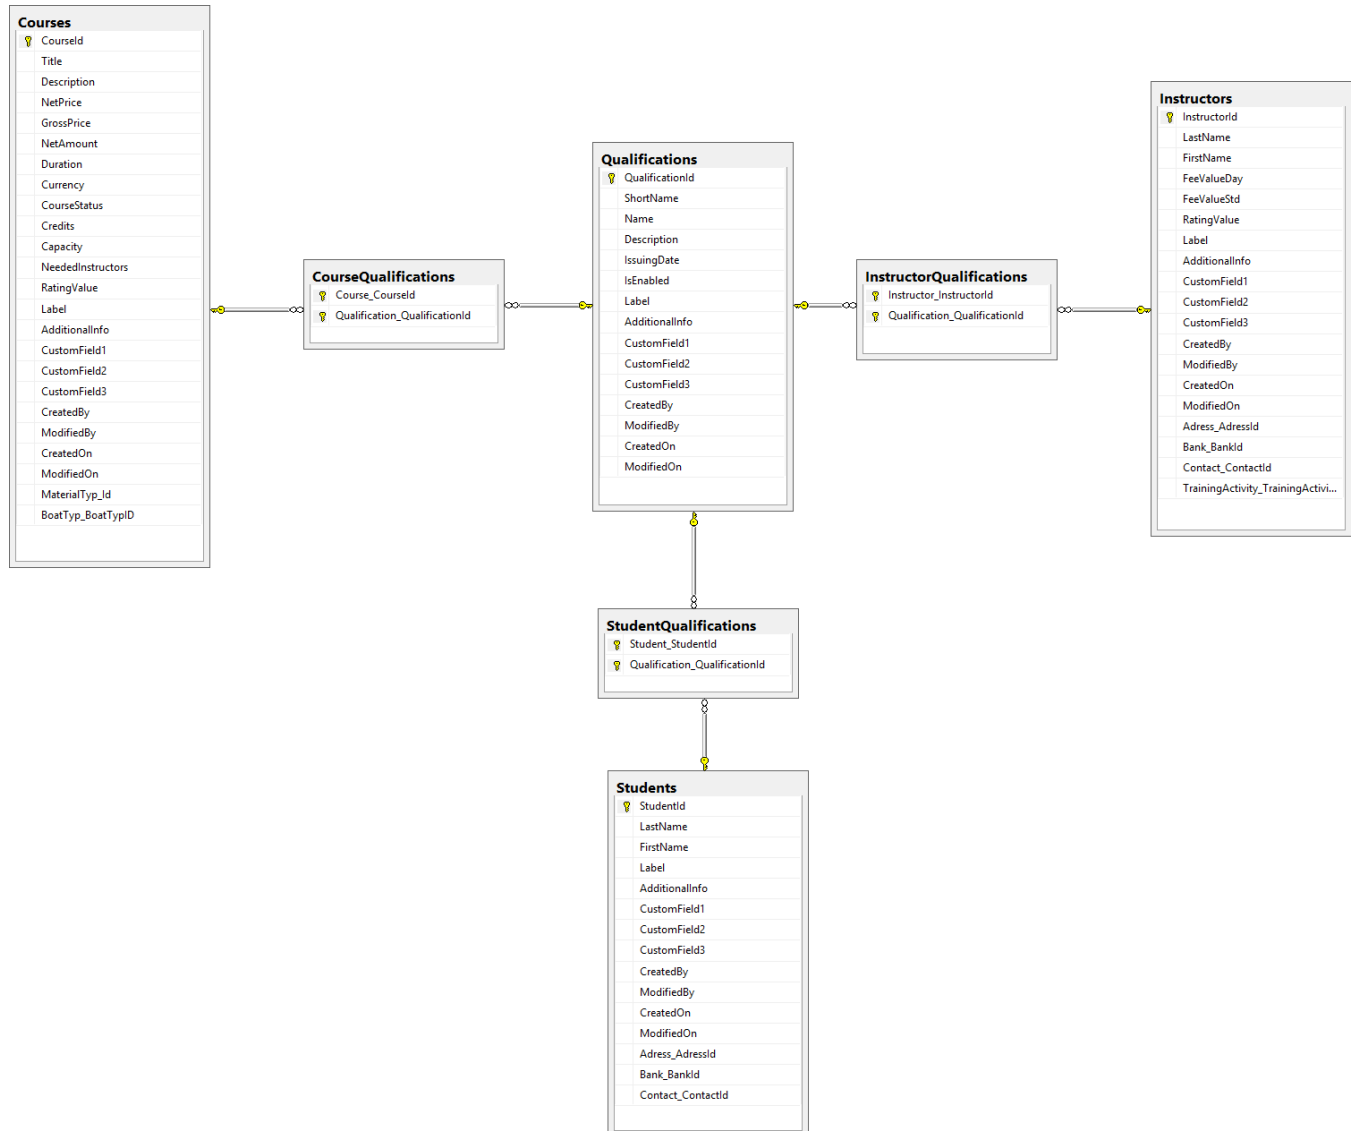 Courses
CourseId
Title
Description
NetPrice
GrossPrice
NetAmount
Duration
Currency
CourseStatus
Credits
Capacity
NeededInstructors
RatingValue
Label
AdditionalInfo
CustomField1
CustomField2
CustomField3
CreatedBy
ModifiedBy
CreatedOn
ModifiedOn
MaterialTyp_Id
BoatTyp_BoatTypID
CourseQualifications
Course_CourseId
Qualification_QualificationId
Qualifications
QualificationId
ShortName
Name
Description
IssuingDate
IsEnabled
Label
AdditionalInfo
CustomField1
CustomField2
CustomField3
CreatedBy
ModifiedBy
CreatedOn
ModifiedOn
InstructorQualifications
Instructor_InstructorId
Qualification_QualificationId
Instructors
InstructorId
LastName
FirstName
FeeValueDay
FeeValueStd
RatingValue
Label
AdditionalInfo
CustomField1
CustomField2
CustomField3
CreatedBy
ModifiedBy
CreatedOn
ModifiedOn
Adress_AdressId
Bank_BankId
Contact_ContactId
TrainingActivity_TrainingActivi...
StudentQualifications
Student_StudentId
Qualification_QualificationId
Students
StudentId
LastName
FirstName
Label
AdditionalInfo
CustomField1
CustomField2
CustomField3
CreatedBy
ModifiedBy
CreatedOn
ModifiedOn
Adress_AdressId
Bank_BankId
Contact_ContactId